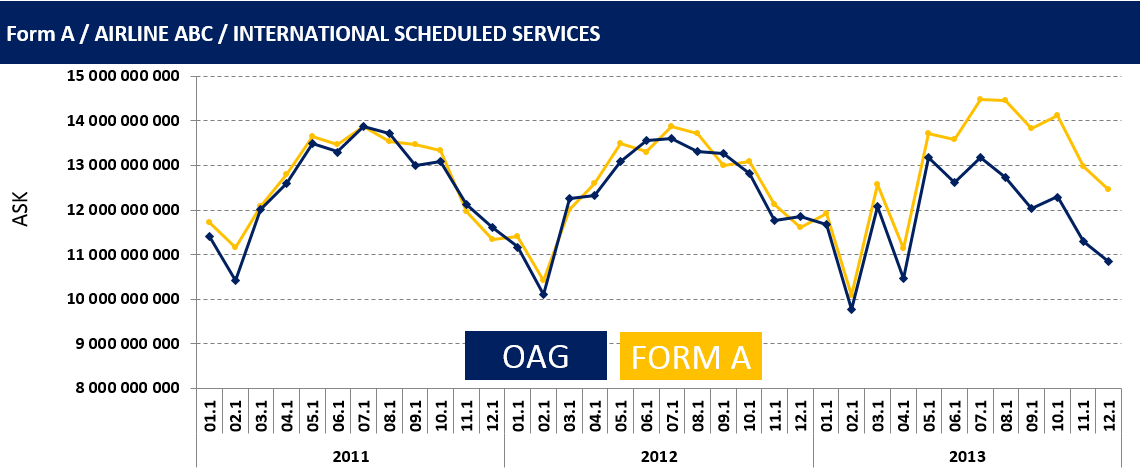 Form A / AIRLINE ABC / INTERNATIONAL SCHEDULED SERVICES
15 000 000 000
14 000 000 000
13 000 000 000
12 000 000 000
11 000 000 000
10 000 000 000
9 000 000 000
8 000 000 000
ASK
OAG FORM A
01.1 02.1 03.1 04.1 05.1 06.1 07.1 08.1 09.1 10.1 11.1 12.1 01.1 02.1 03.1 04.1 05.1 06.1 07.1 08.1 09.1 10.1 11.1 12.1 01.1 02.1 03.1 04.1 05.1 06.1 07.1 08.1 09.1 10.1 11.1 12.1
2011 2012 2013